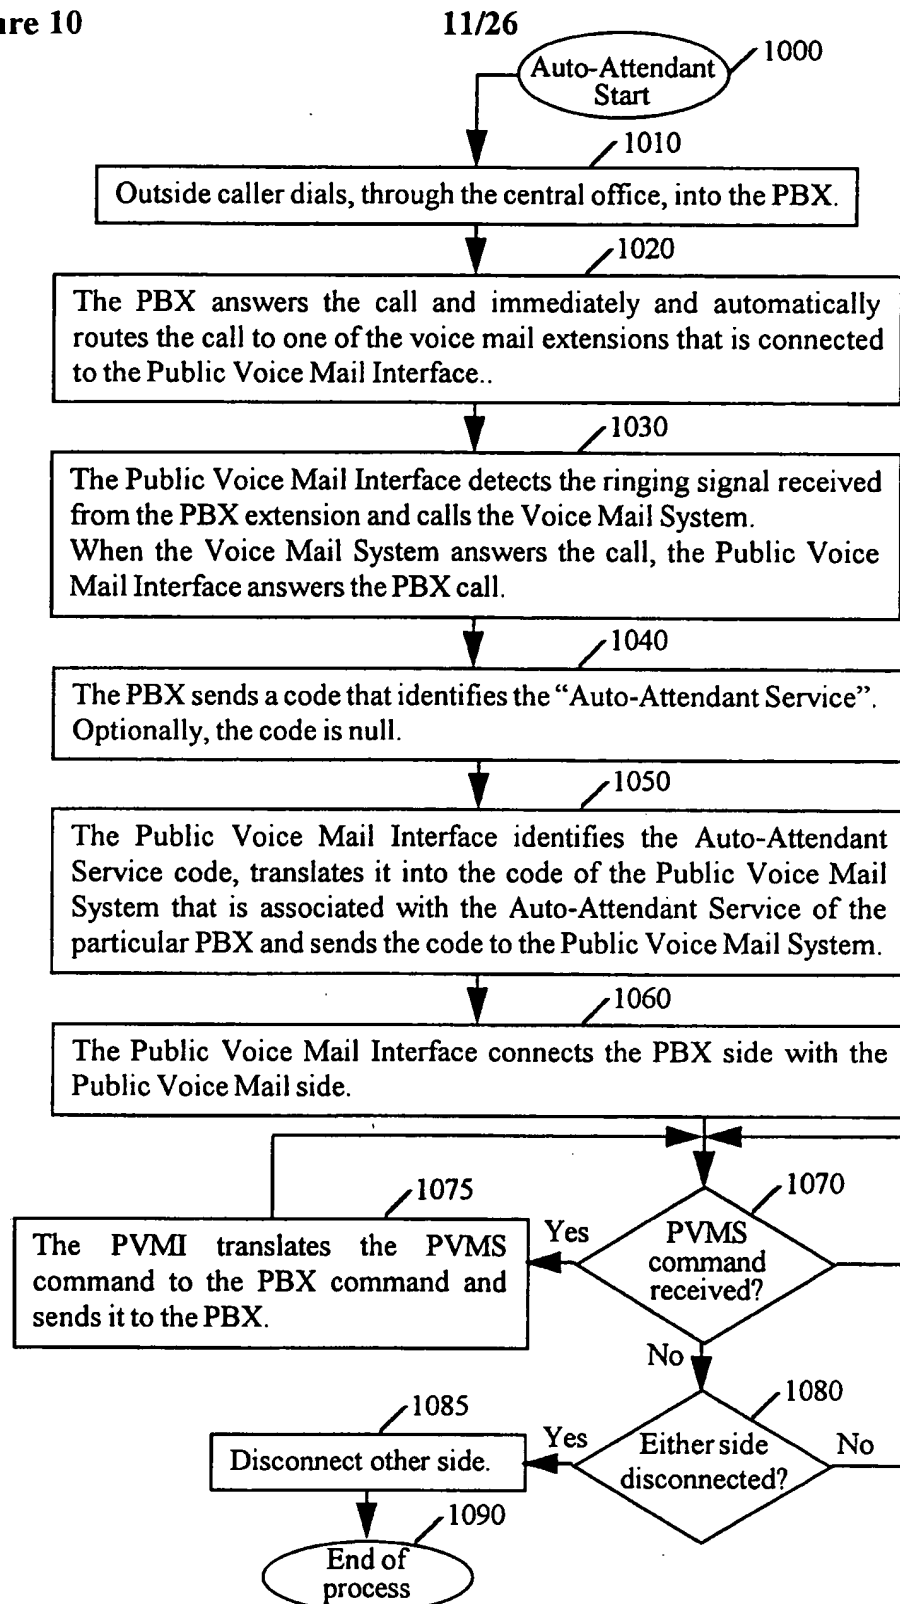 ure 10
11/26
Auto-Attendant
Start
1000
1010
Outside caller dials, through the central office, into the PBX.
1020
The PBX answers the call and immediately and automatically
routes the call to one of the voice mail extensions that is connected
to the Public Voice Mail Interface..
1030
The Public Voice Mail Interface detects the ringing signal received
from the PBX extension and calls the Voice Mail System.
When the Voice Mail System answers the call, the Public Voice
Mail Interface answers the PBX call.
1040
The PBX sends a code that identifies the “Auto-Attendant Service”.
Optionally, the code is null.
1050
The Public Voice Mail Interface identifies the Auto-Attendant
Service code, translates it into the code of the Public Voice Mail
System that is associated with the Auto-Attendant Service of the
particular PBX and sends the code to the Public Voice Mail System.
1060
The Public Voice Mail Interface connects the PBX side with the
Public Voice Mail side.
1070
PVMS
command
received?
Yes
1075
The PVMI translates the PVMS
command to the PBX command and
sends it to the PBX.
No
1080
Either side
disconnected?
Yes
No
1085
Disconnect other side.
1090
End of
process